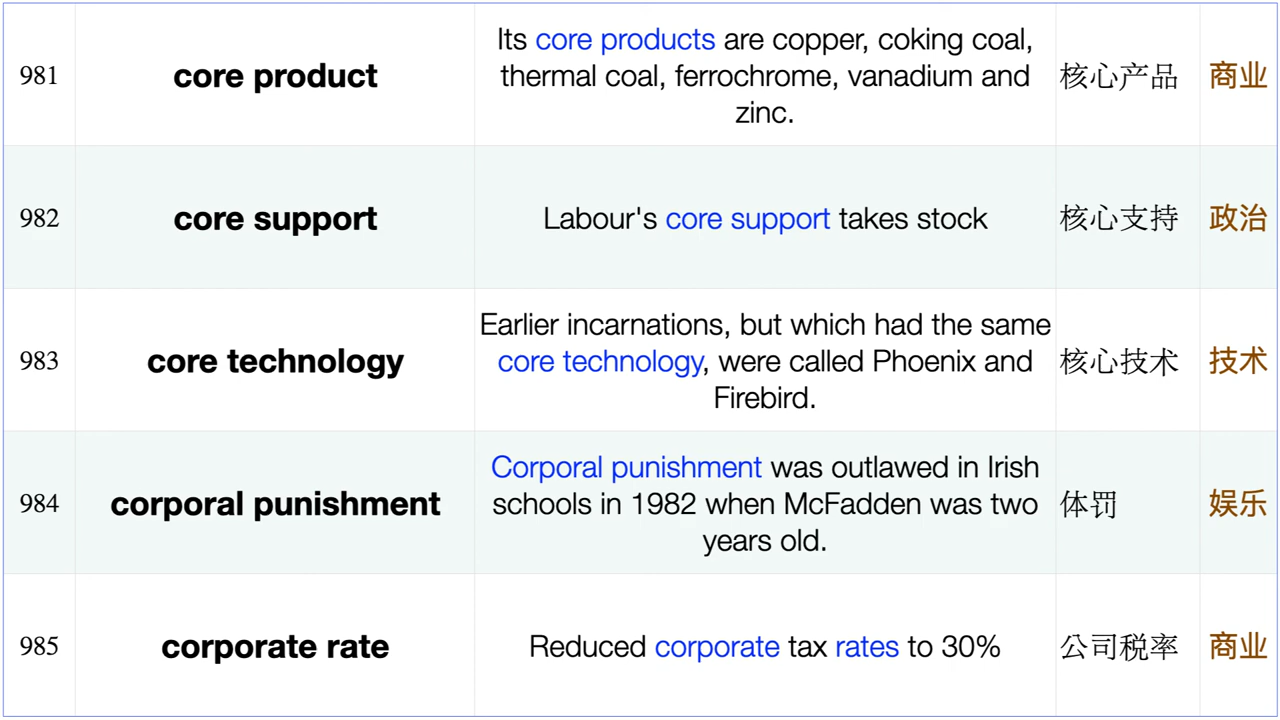 981 core product Its core products are copper, coking coal, thermal coal, ferrochrome, vanadium and zinc. 核心产品 商业
982 core support Labour's core support takes stock 核心支持 政治
983 core technology Earlier incarnations, but which had the same core technology, were called Phoenix and Firebird. 核心技术 技术
984 corporal punishment Corporal punishment was outlawed in Irish schools in 1982 when McFadden was two years old. 体罚 娱乐
985 corporate rate Reduced corporate tax rates to 30% 公司税率 商业